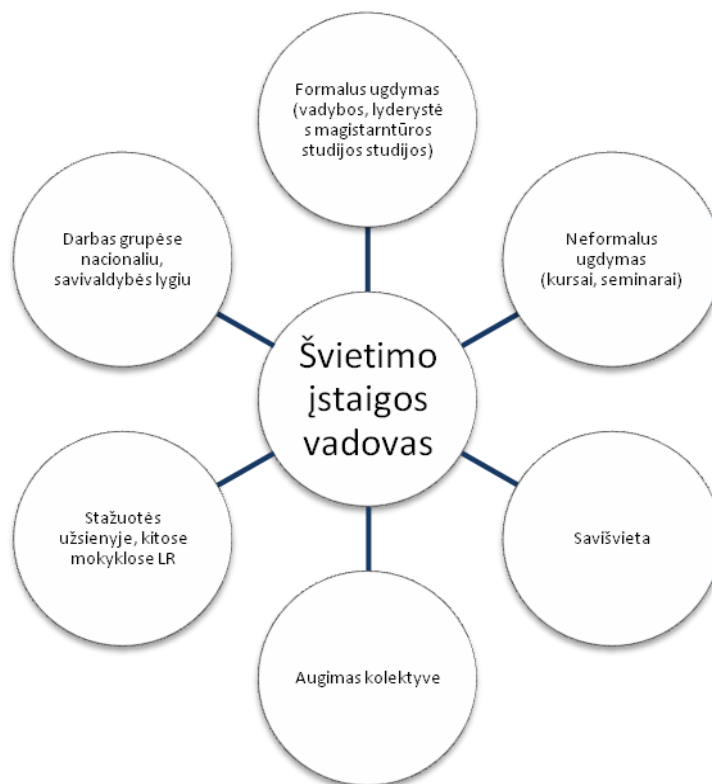 Formalus ugdymas
(vadybos, lyderystė
s magistarntūros
studijos studijos)
Darbas grupėse
nacionaliu,
savivaldybės lygiu
Neformalus
ugdymas
(kursai, seminarai)
Švietimo
įstaigos
vadovas
Stažuotės
užsienyje, kitose
mokyklose LR
Savišvieta
Augimas kolektyve